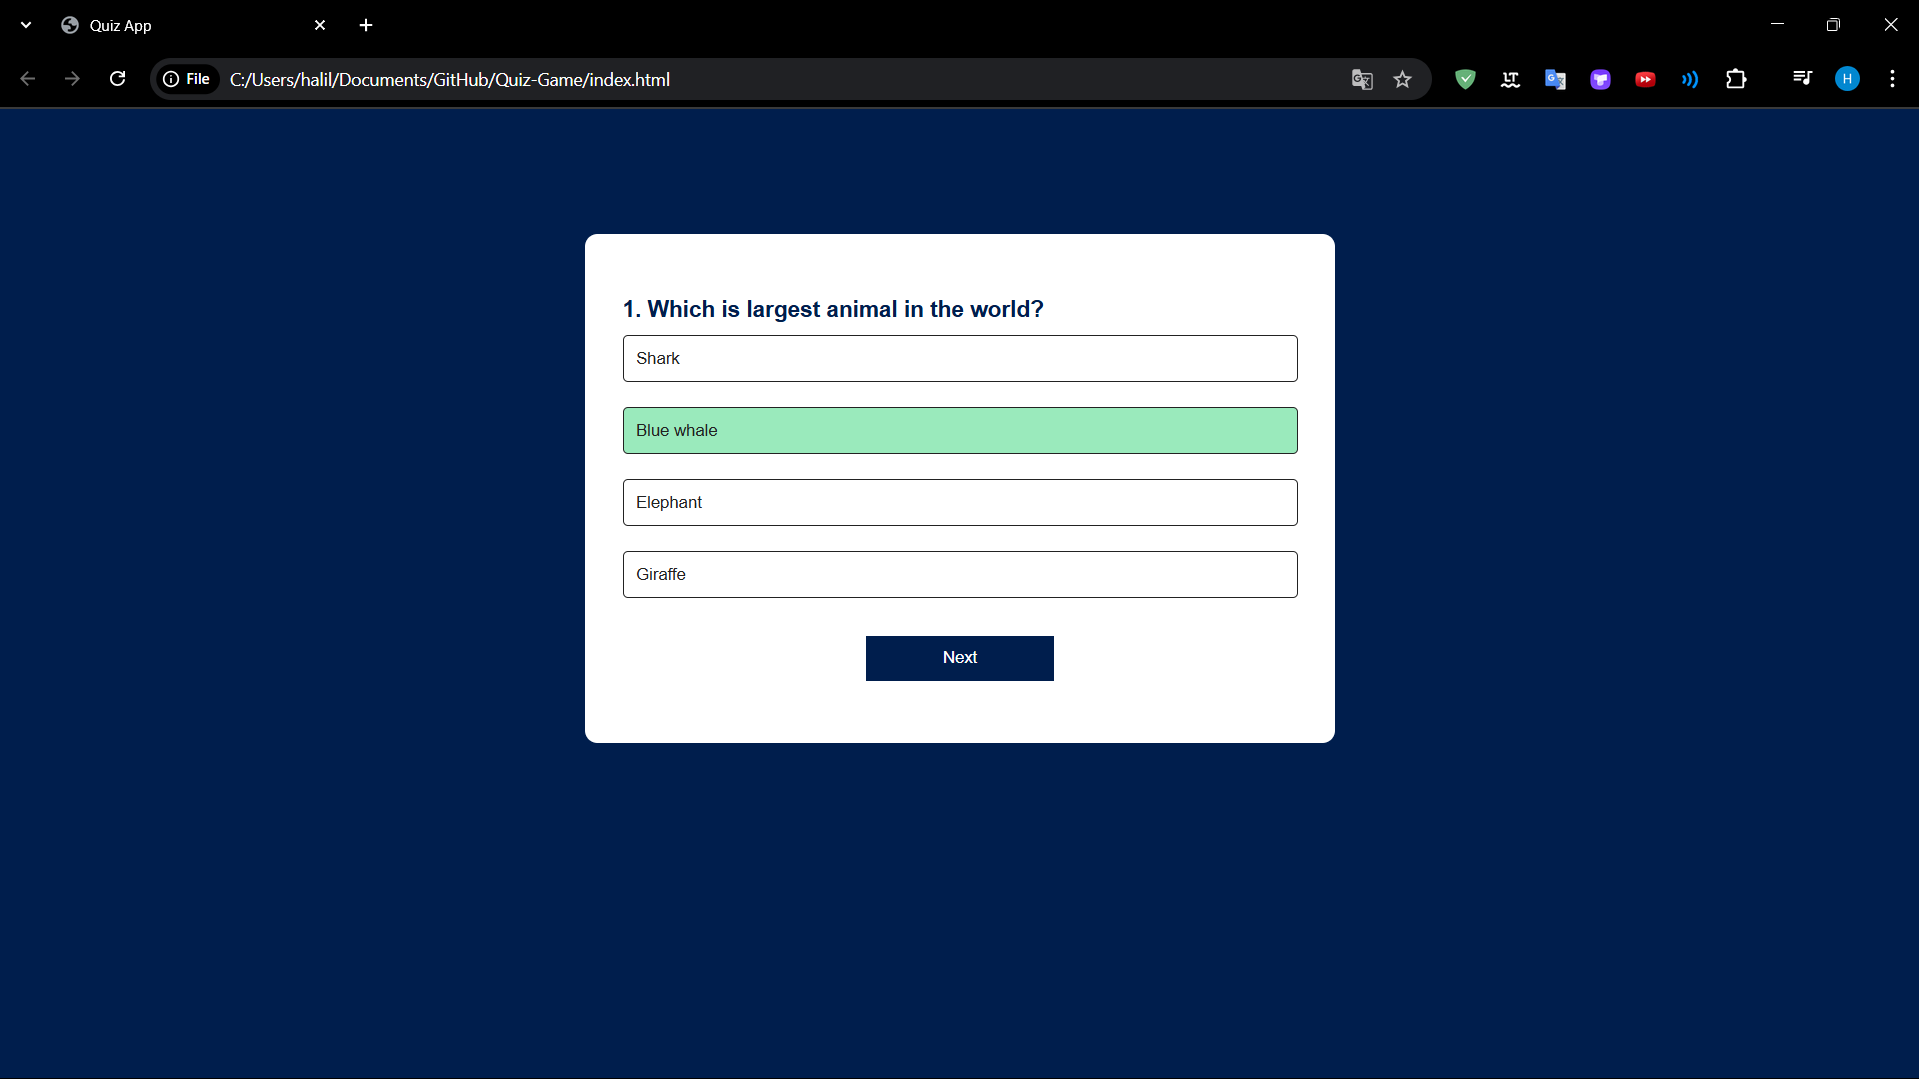 Quiz App
File
C:/Users/halil/Documents/GitHub/Quiz-Game/index.html
H
1. Which is largest animal in the world?
Shark
Blue whale
Elephant
Giraffe
Next